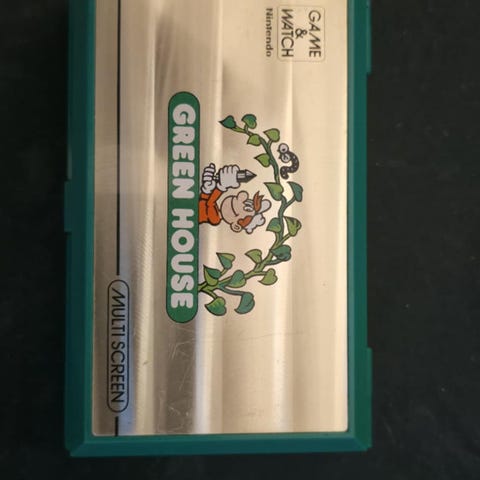 GAME
&
WATCH
Nintendo
GREEN HOUSE
MULTI SCREEN